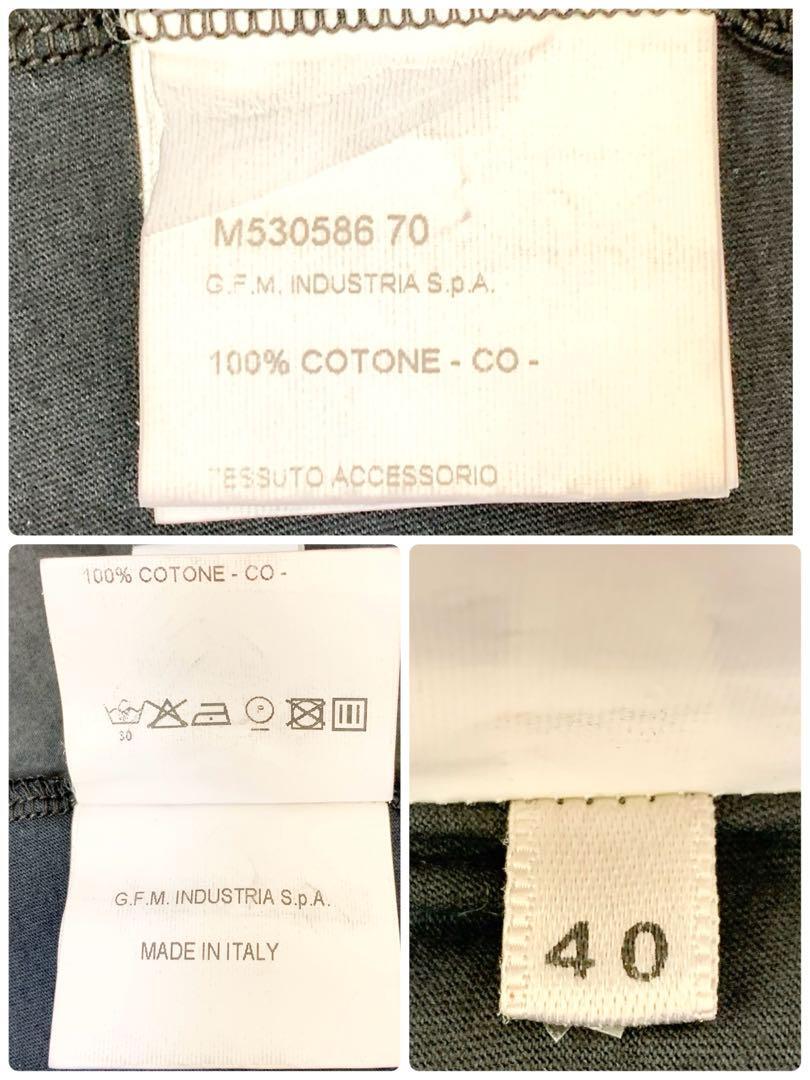 M530586 70
G.F.M. INDUSTRIA S.p.A.
100% COTONE - CO -
TESSUTO ACCESSORIO
100% COTONE - CO -
30
P
G.F.M. INDUSTRIA S.p.A.
MADE IN ITALY
40